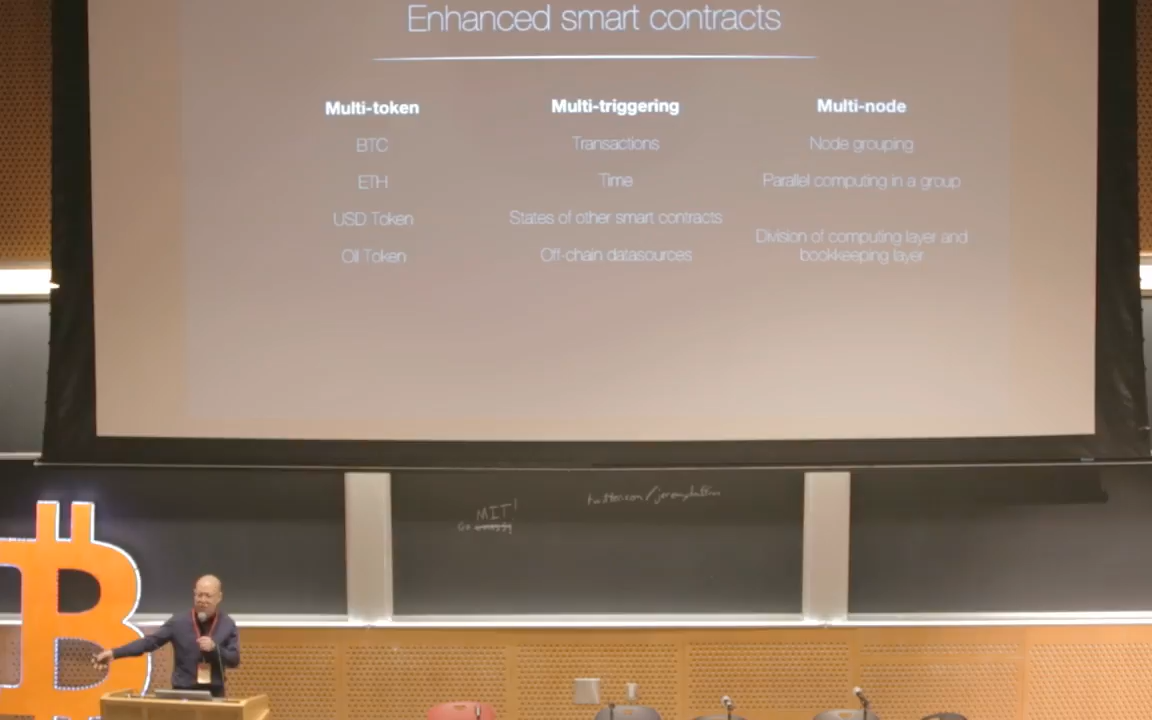 Enhanced smart contracts
Multi-token Multi-triggering Multi-node
BTC Transactions Node grouping
ETH Time Parallel computing in a group
USD Token States of other smart contracts Division of computing layer and
Oil Token Off-chain datasources bookkeeping layer
MIT!
Go